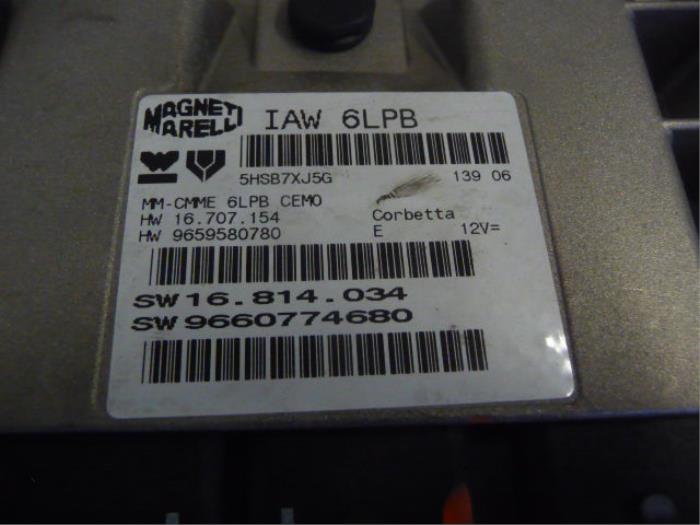 MAGNETI MARELLI
IAW 6LPB
5HSB7XJ5G 139 06
MM-CMME 6LPB CEMO
HW 16.707.154 Corbetta
HW 9659580780 E 12V=
SW 16.814.034
SW 9660774680